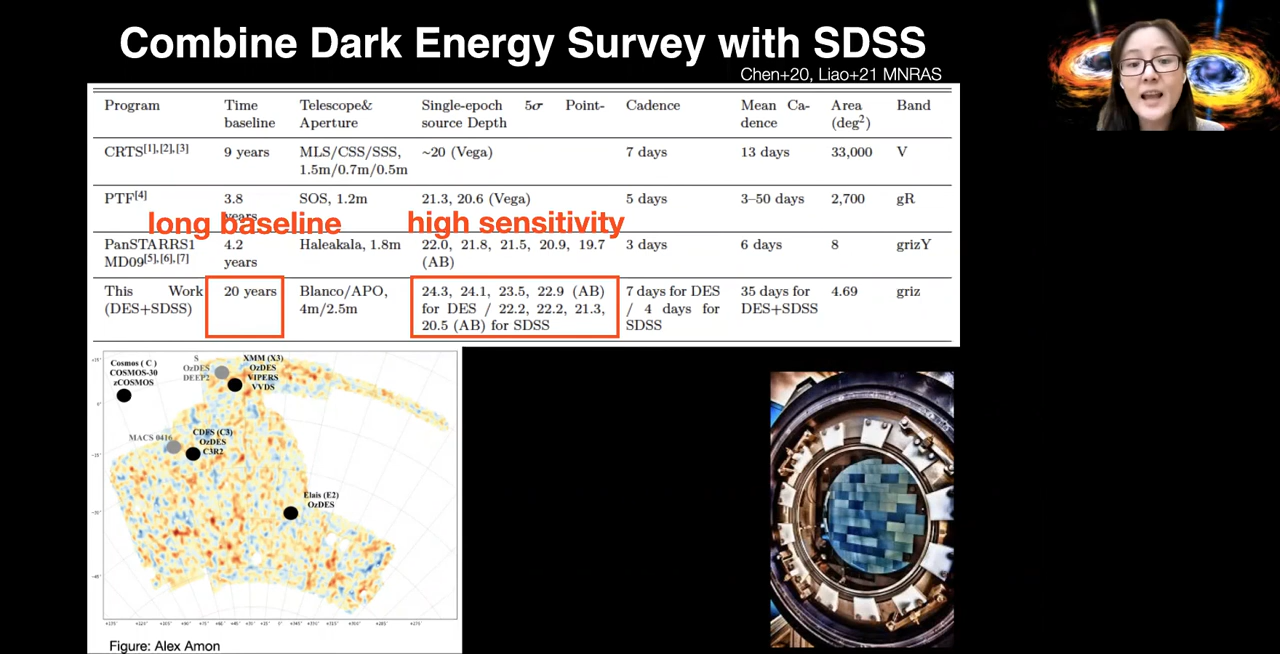 Combine Dark Energy Survey with SDSS
Chen+20, Liao+21 MNRAS
Program Time baseline Telescope& Aperture Single-epoch 5σ Point-source Depth Cadence Mean Cadence Area (deg²) Band
CRTS[1],[2],[3] 9 years MLS/CSS/SSS, 1.5m/0.7m/0.5m ~20 (Vega) 7 days 13 days 33,000 V
PTF[4] 3.8 years SOS, 1.2m 21.3, 20.6 (Vega) 5 days 3–50 days 2,700 gR
long baseline high sensitivity
PanSTARRS1 MD09[5],[6],[7] 4.2 years Haleakala, 1.8m 22.0, 21.8, 21.5, 20.9, 19.7 (AB) 3 days 6 days 8 grizY
This Work (DES+SDSS) 20 years Blanco/APO, 4m/2.5m 24.3, 24.1, 23.5, 22.9 (AB) for DES / 22.2, 22.2, 21.3, 20.5 (AB) for SDSS 7 days for DES / 4 days for SDSS 35 days for DES+SDSS 4.69 griz
Cosmos ( C )
COSMOS-30
zCOSMOS
S
OzDES
DEEP2
XMM (X3)
OzDES
VIPERS
VVDS
MACS 0416
CDFS (C3)
OzDES
C3R2
Elais (E2)
OzDES
Figure: Alex Amon